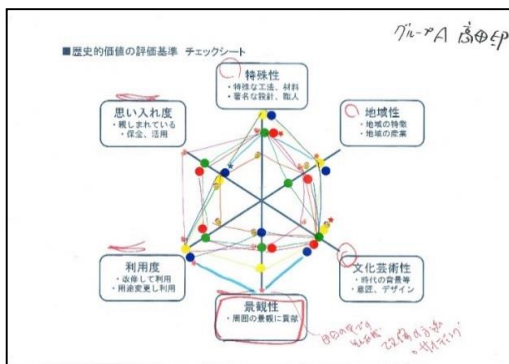 グループA 高田邸
■歴史的価値の評価基準 チェックシート
特殊性
・特殊な工法、材料
・著名な設計、職人
思い入れ度
・親しまれている
・保全、活用
地域性
・地域の特徴
・地域の産業
利用度
・改修して利用
・用途変更し利用
文化芸術性
・時代の背景等
・意匠、デザイン
景観性
・周囲の景観に貢献